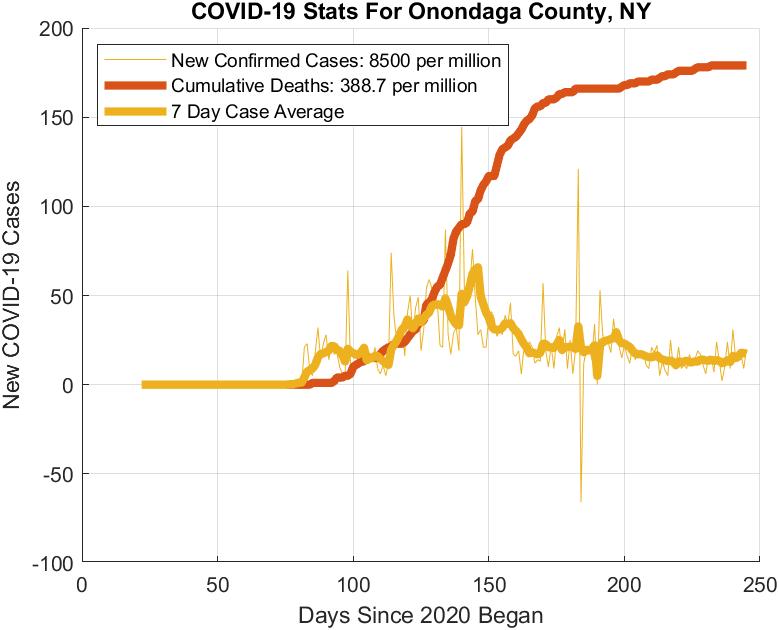 COVID-19 Stats For Onondaga County, NY
200
150
100
50
0
-50
-100
New COVID-19 Cases
New Confirmed Cases: 8500 per million
Cumulative Deaths: 388.7 per million
7 Day Case Average
0
50
100
150
200
250
Days Since 2020 Began